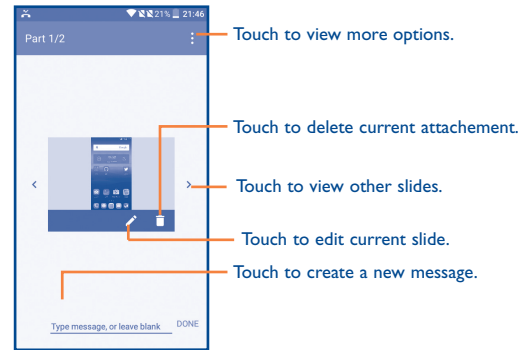 21% 21:46
Part 1/2
Touch to view more options.
Touch to delete current attachement.
Touch to view other slides.
Touch to edit current slide.
Touch to create a new message.
Type message, or leave blank DONE